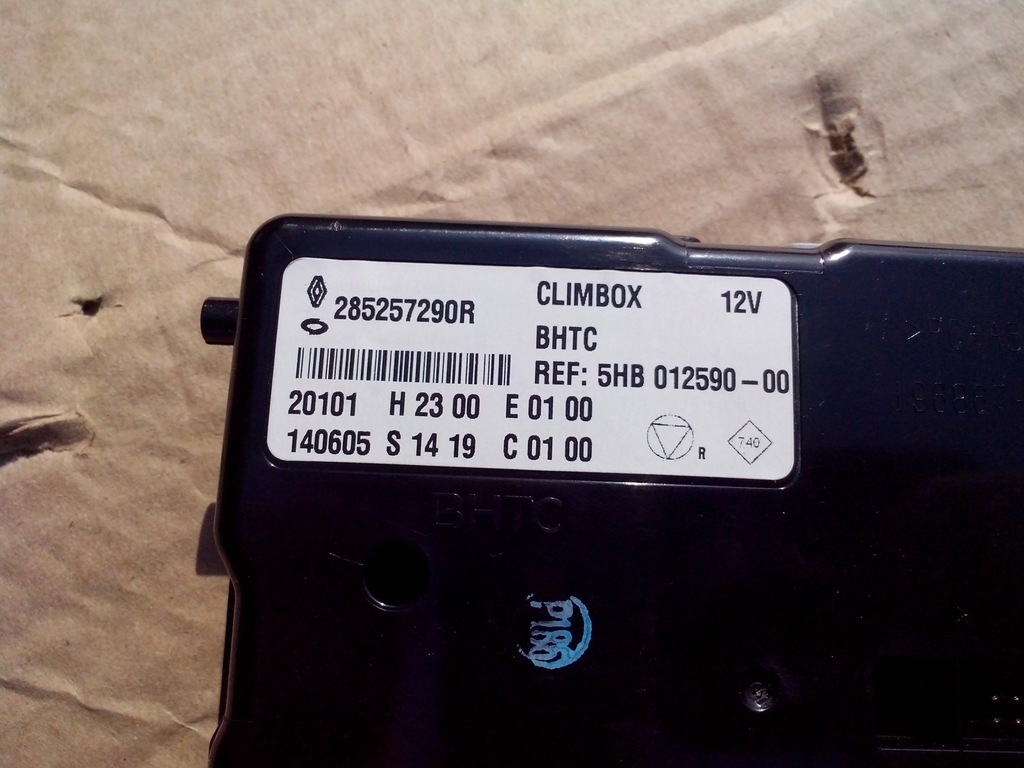 285257290R
CLIMBOX 12V
BHTC
REF: 5HB 012590-00
20101 H 23 00 E 01 00
140605 S 14 19 C 01 00
R
740
BHTC
P186